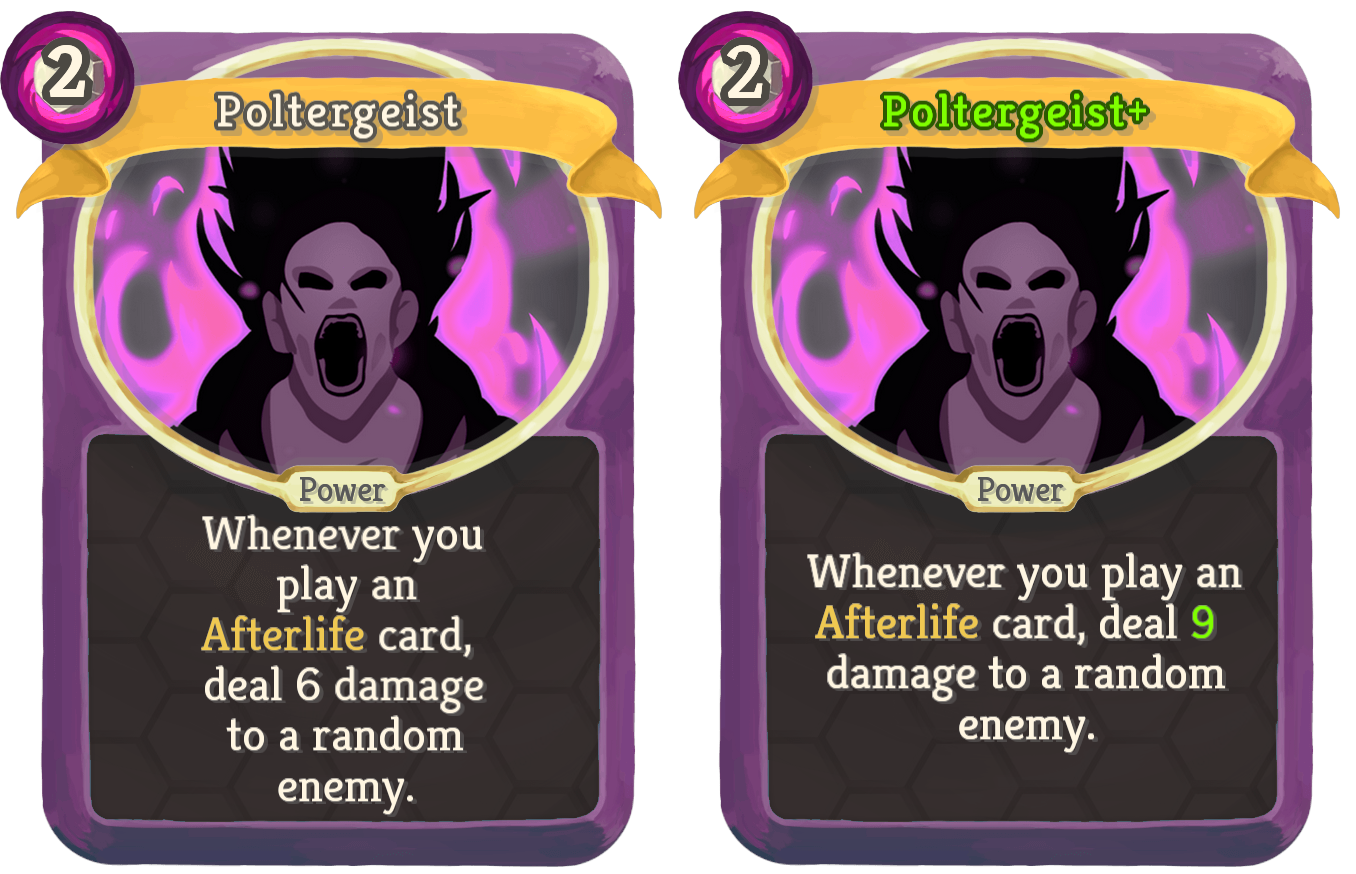 2
Poltergeist
Power
Whenever you
play an
Afterlife card,
deal 6 damage
to a random
enemy.
2
Poltergeist+
Power
Whenever you play an
Afterlife card, deal 9
damage to a random
enemy.